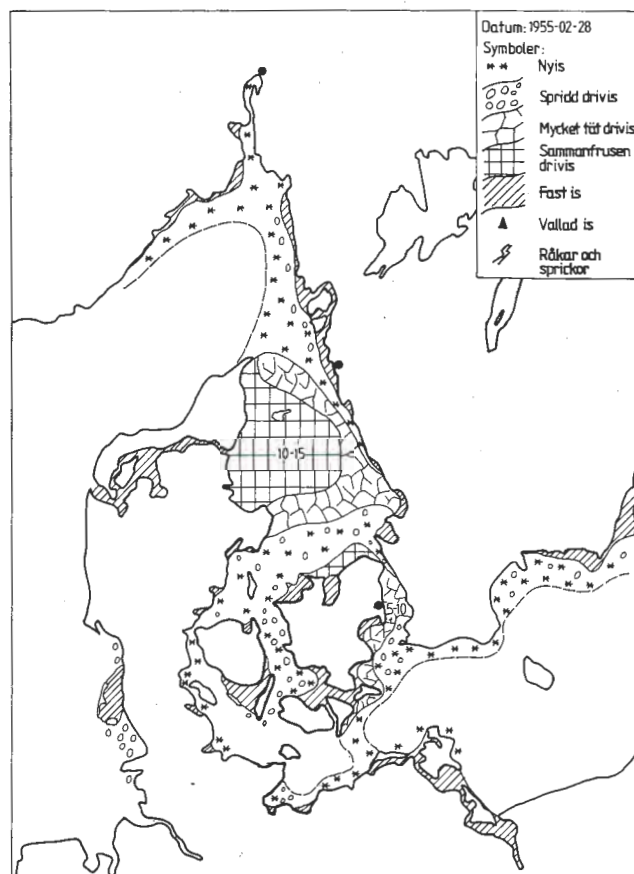 Datum: 1955-02-28
Symboler:
Nyis
Spridd drivis
Mycket tät drivis
Sammanfrusen
drivis
Fast is
Vallad is
Råkar och
sprickor
10-15
5-10